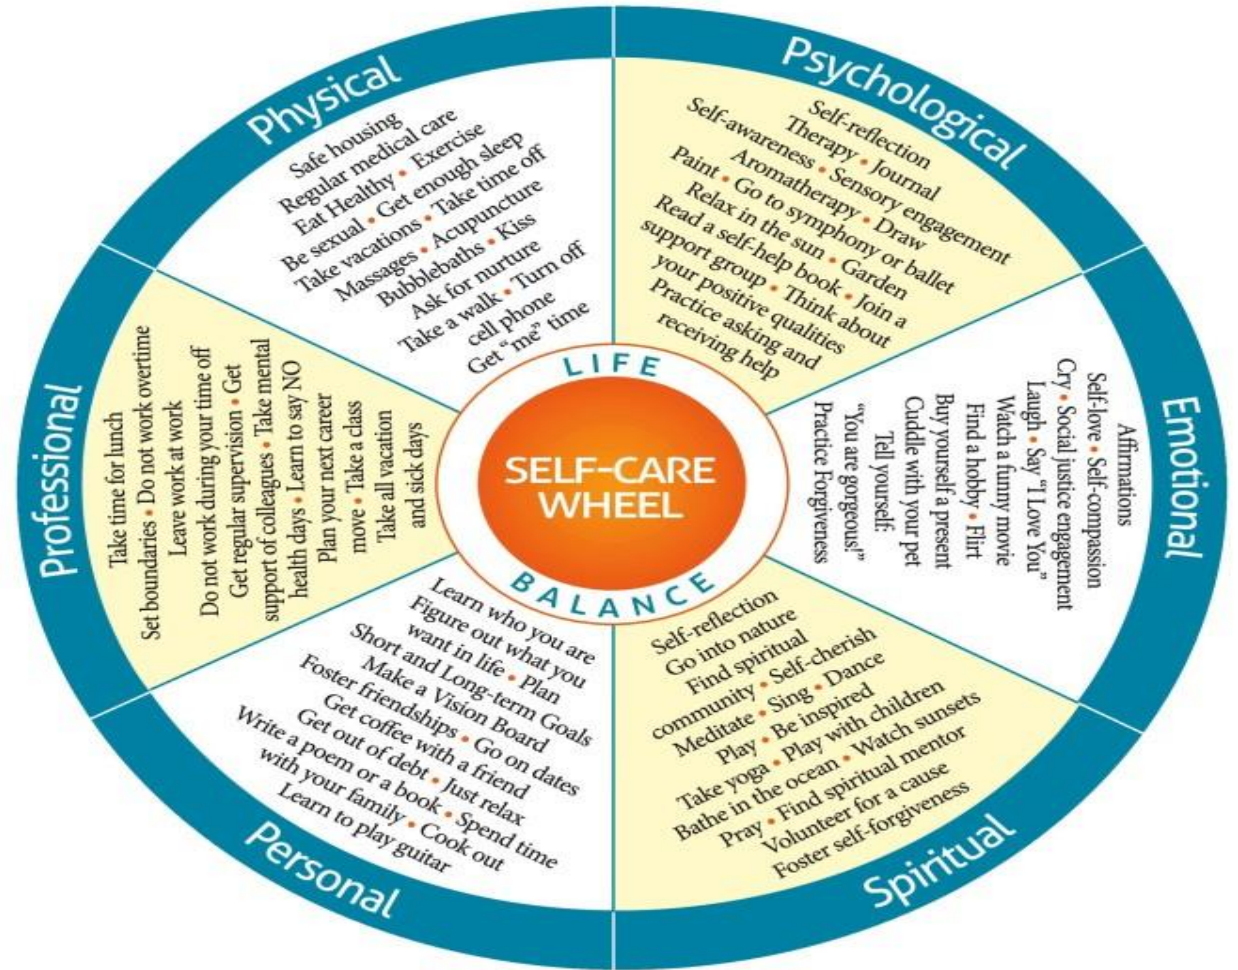 Physical
Safe housing
Regular medical care
Eat Healthy • Exercise
Be sexual • Get enough sleep
Take vacations • Take time off
Massages • Acupuncture
Bubblebaths • Kiss
Ask for nurture
Take a walk • Turn off
cell phone
Get “me” time
Psychological
Self-reflection
Therapy • Journal
Self-awareness • Sensory engagement
Aromatherapy • Draw
Paint • Go to symphony or ballet
Relax in the sun • Garden
Read a self-help book • Join a
support group • Think about
your positive qualities
Practice asking and
receiving help
Emotional
Affirmations
Self-love • Self-compassion
Cry • Social justice engagement
Laugh • Say “I Love You”
Watch a funny movie
Find a hobby • Flirt
Buy yourself a present
Cuddle with your pet
Tell yourself:
“You are gorgeous!”
Practice Forgiveness
Spiritual
Self-reflection
Go into nature
Find spiritual
community • Self-cherish
Meditate • Sing • Dance
Play • Be inspired
Take yoga • Play with children
Bathe in the ocean • Watch sunsets
Pray • Find spiritual mentor
Volunteer for a cause
Foster self-forgiveness
Personal
Learn who you are
Figure out what you
want in life • Plan
Short and Long-term Goals
Make a Vision Board
Foster friendships • Go on dates
Get coffee with a friend
Get out of debt • Just relax
Write a poem or a book • Spend time
with your family • Cook out
Learn to play guitar
Professional
Take time for lunch
Set boundaries • Do not work overtime
Leave work at work
Do not work during your time off
Get regular supervision • Get
support of colleagues • Take mental
health days • Learn to say NO
Plan your next career
move • Take a class
Take all vacation
and sick days
LIFE
SELF-CARE
WHEEL
BALANCE